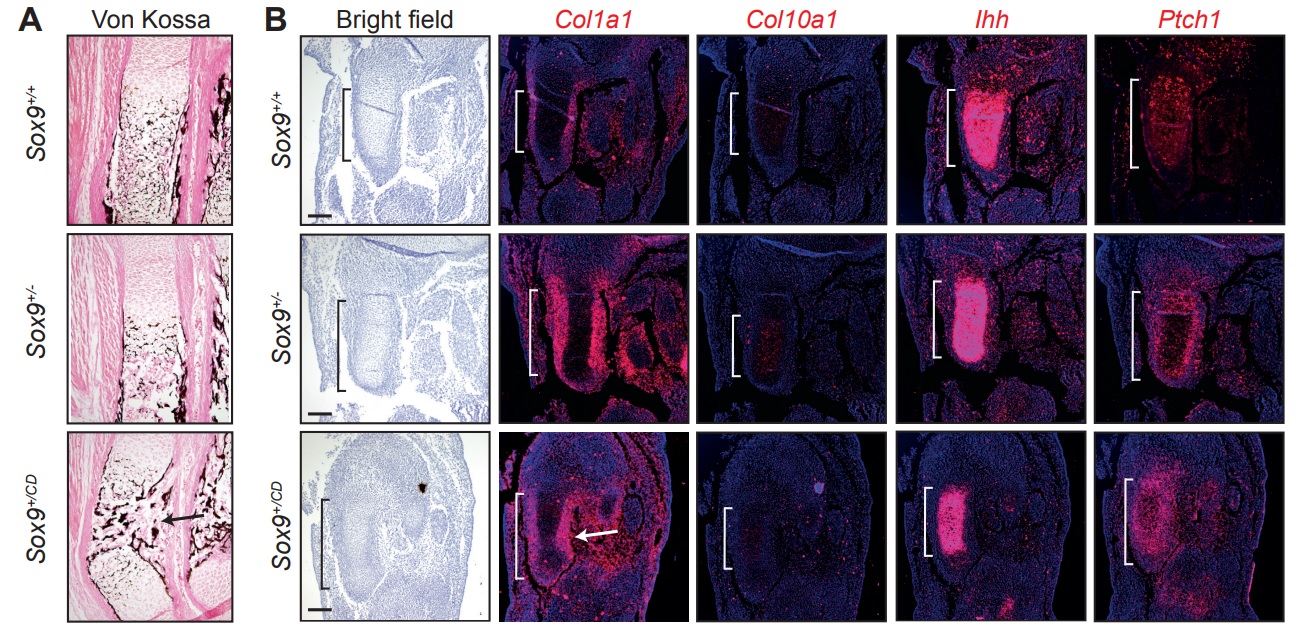 A Von Kossa B Bright field Col1a1 Col10a1 Ihh Ptch1
Sox9+/+ Sox9+/+
Sox9+/- Sox9+/-
Sox9+/CD Sox9+/CD